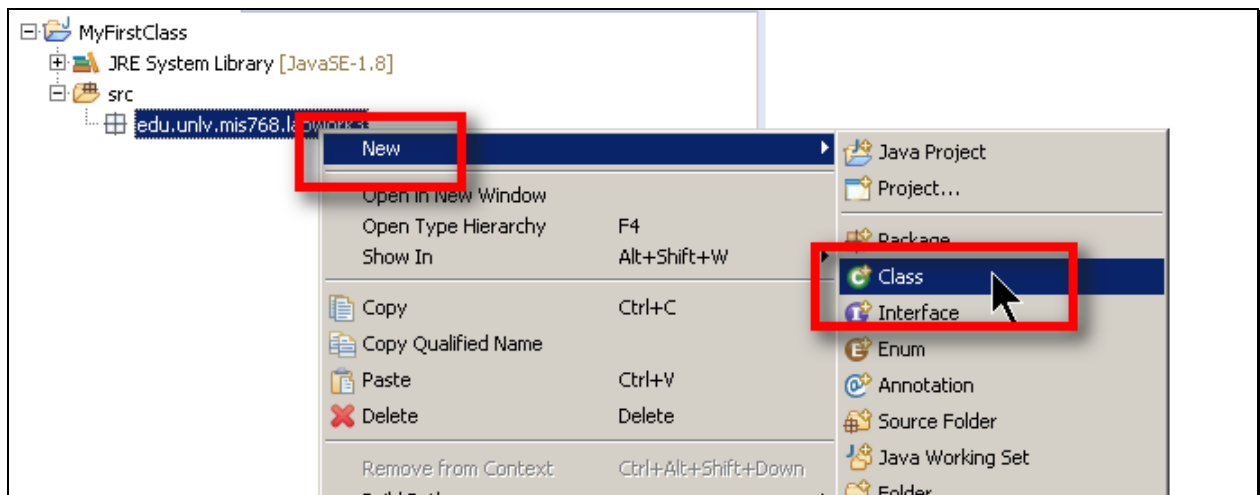 MyFirstClass
JRE System Library [JavaSE-1.8]
src
edu.unlv.mis768.labwork3
New
Open in New Window
Open Type Hierarchy F4
Show In Alt+Shift+W
Copy Ctrl+C
Copy Qualified Name
Paste Ctrl+V
Delete Delete
Remove from Context Ctrl+Alt+Shift+Down
Java Project
Project...
Package
Class
Interface
Enum
Annotation
Source Folder
Java Working Set
Folder